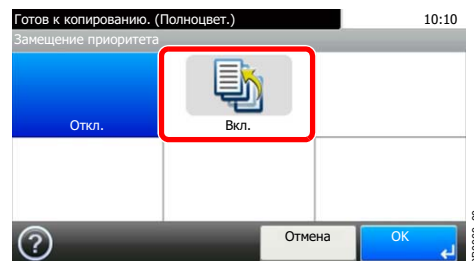 Готов к копированию. (Полноцвет.) 10:10
Замещение приоритета
Откл. Вкл.
? Отмена OK